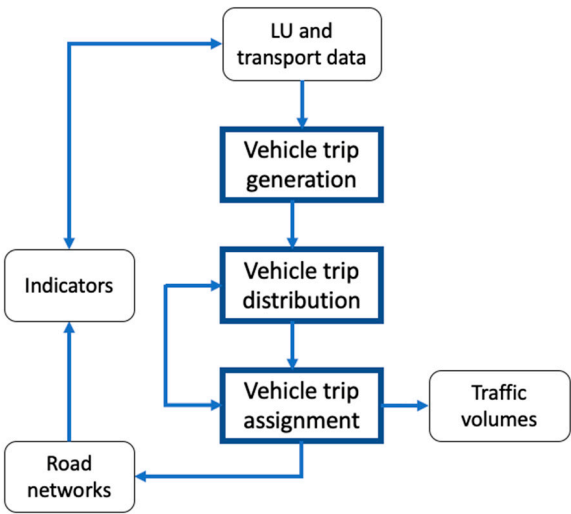 LU and
transport data
Vehicle trip
generation
Vehicle trip
distribution
Indicators
Vehicle trip
assignment
Traffic
volumes
Road
networks